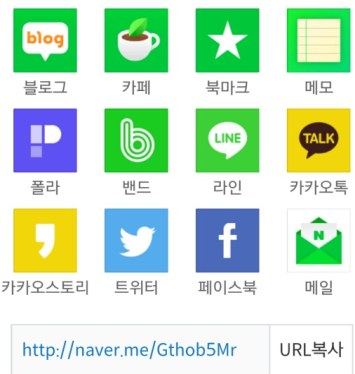 blog
블로그 카페 북마크 메모
LINE TALK
폴라 밴드 라인 카카오톡
N
카카오스토리 트위터 페이스북 메일
http://naver.me/Gthob5Mr URL복사